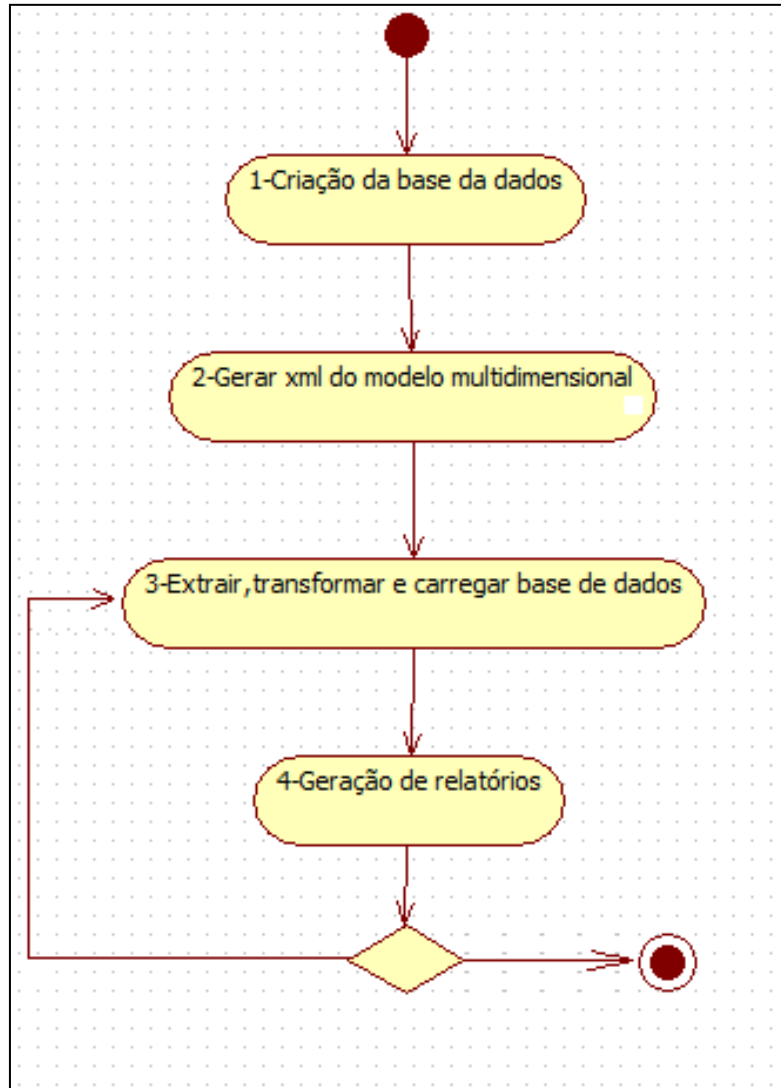 1-Criação da base da dados
2-Gerar xml do modelo multidimensional
3-Extrair,transformar e carregar base de dados
4-Geração de relatórios